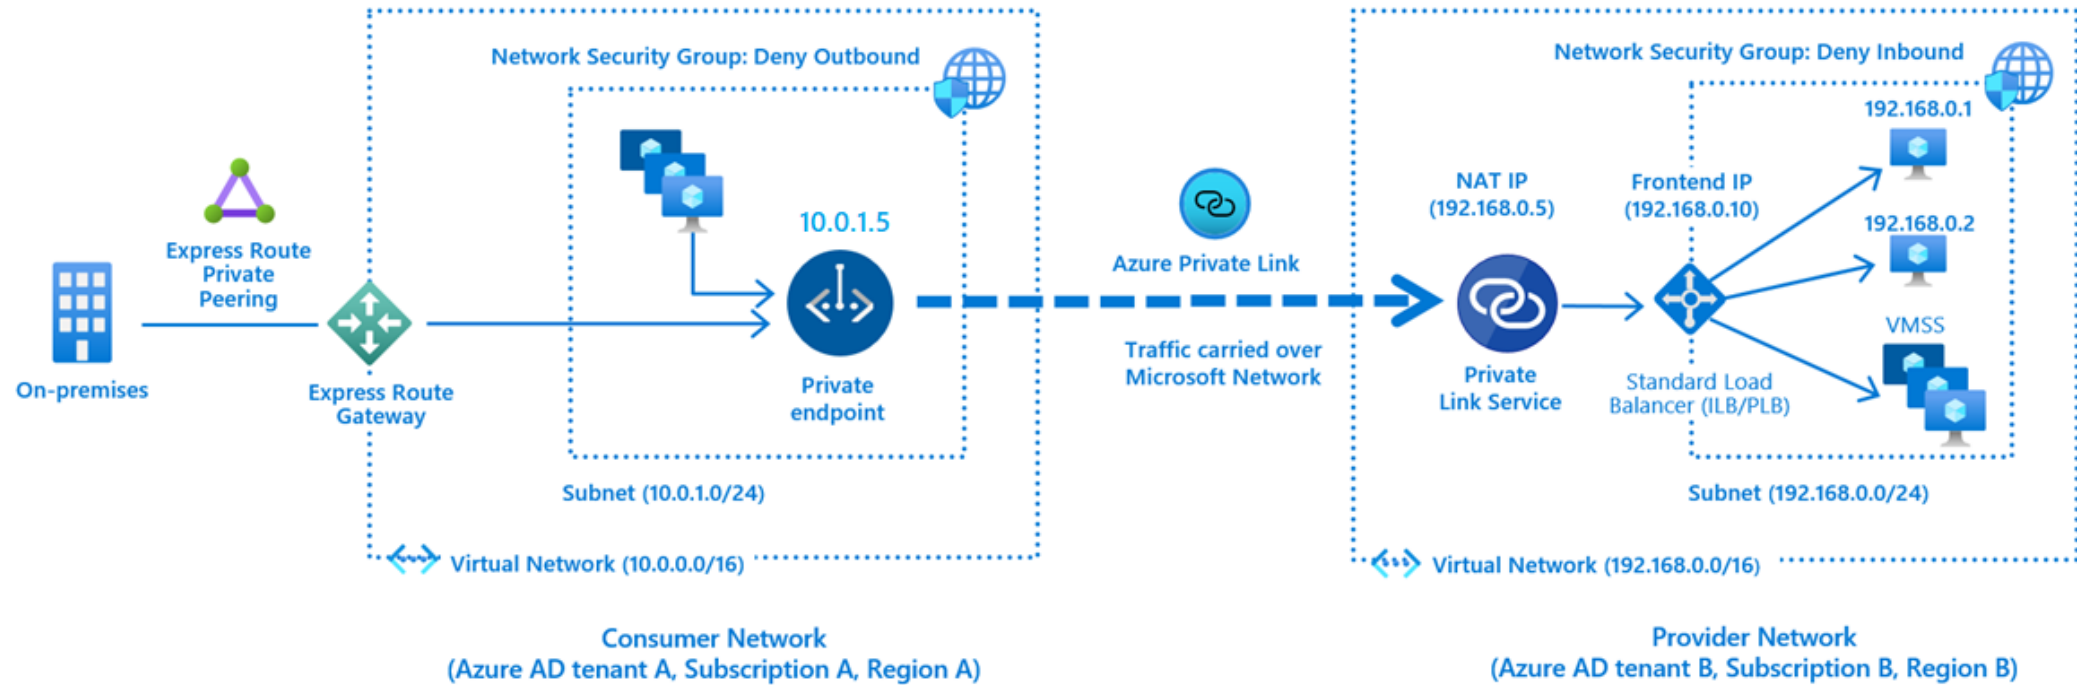 Network Security Group: Deny Outbound
Network Security Group: Deny Inbound
192.168.0.1
Express Route
Private
Peering
10.0.1.5
Azure Private Link
NAT IP
(192.168.0.5)
Frontend IP
(192.168.0.10)
192.168.0.2
VMSS
On-premises
Express Route
Gateway
Private
endpoint
Traffic carried over
Microsoft Network
Private
Link Service
Standard Load
Balancer (ILB/PLB)
Subnet (10.0.1.0/24)
Subnet (192.168.0.0/24)
Virtual Network (10.0.0.0/16)
Virtual Network (192.168.0.0/16)
Consumer Network
(Azure AD tenant A, Subscription A, Region A)
Provider Network
(Azure AD tenant B, Subscription B, Region B)